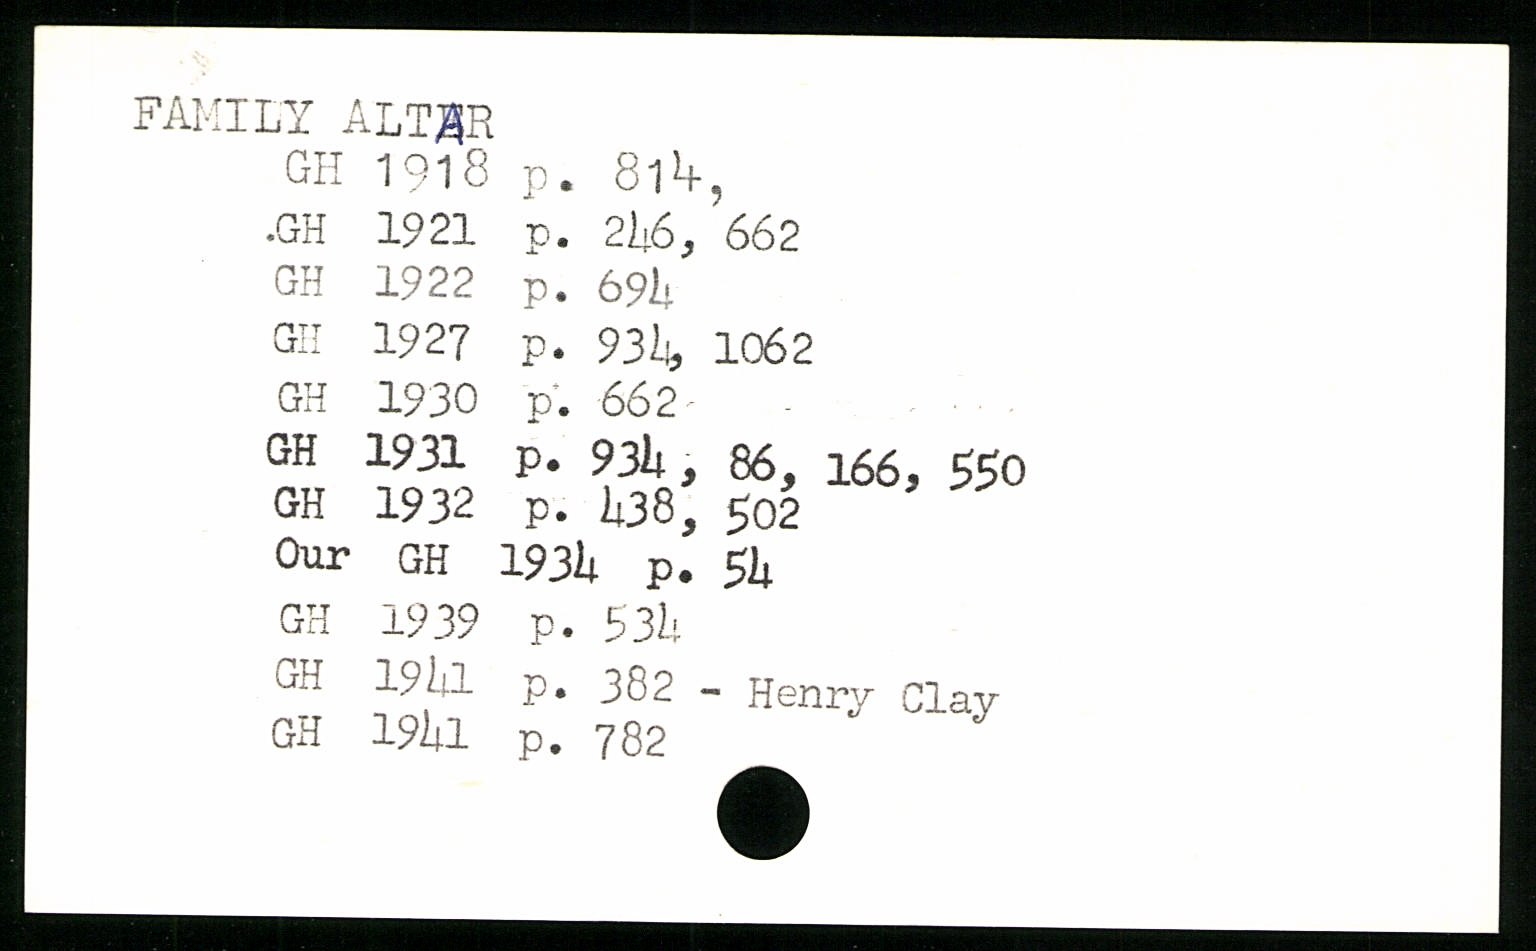 FAMILY ALTAR
GH 1918 p. 814,
.GH 1921 p. 246, 662
GH 1922 p. 694
GH 1927 p. 934, 1062
GH 1930 p. 662
GH 1931 p. 934, 86, 166, 550
GH 1932 p. 438, 502
Our GH 1934 p. 54
GH 1939 p. 534
GH 1941 p. 382 - Henry Clay
GH 1941 p. 782